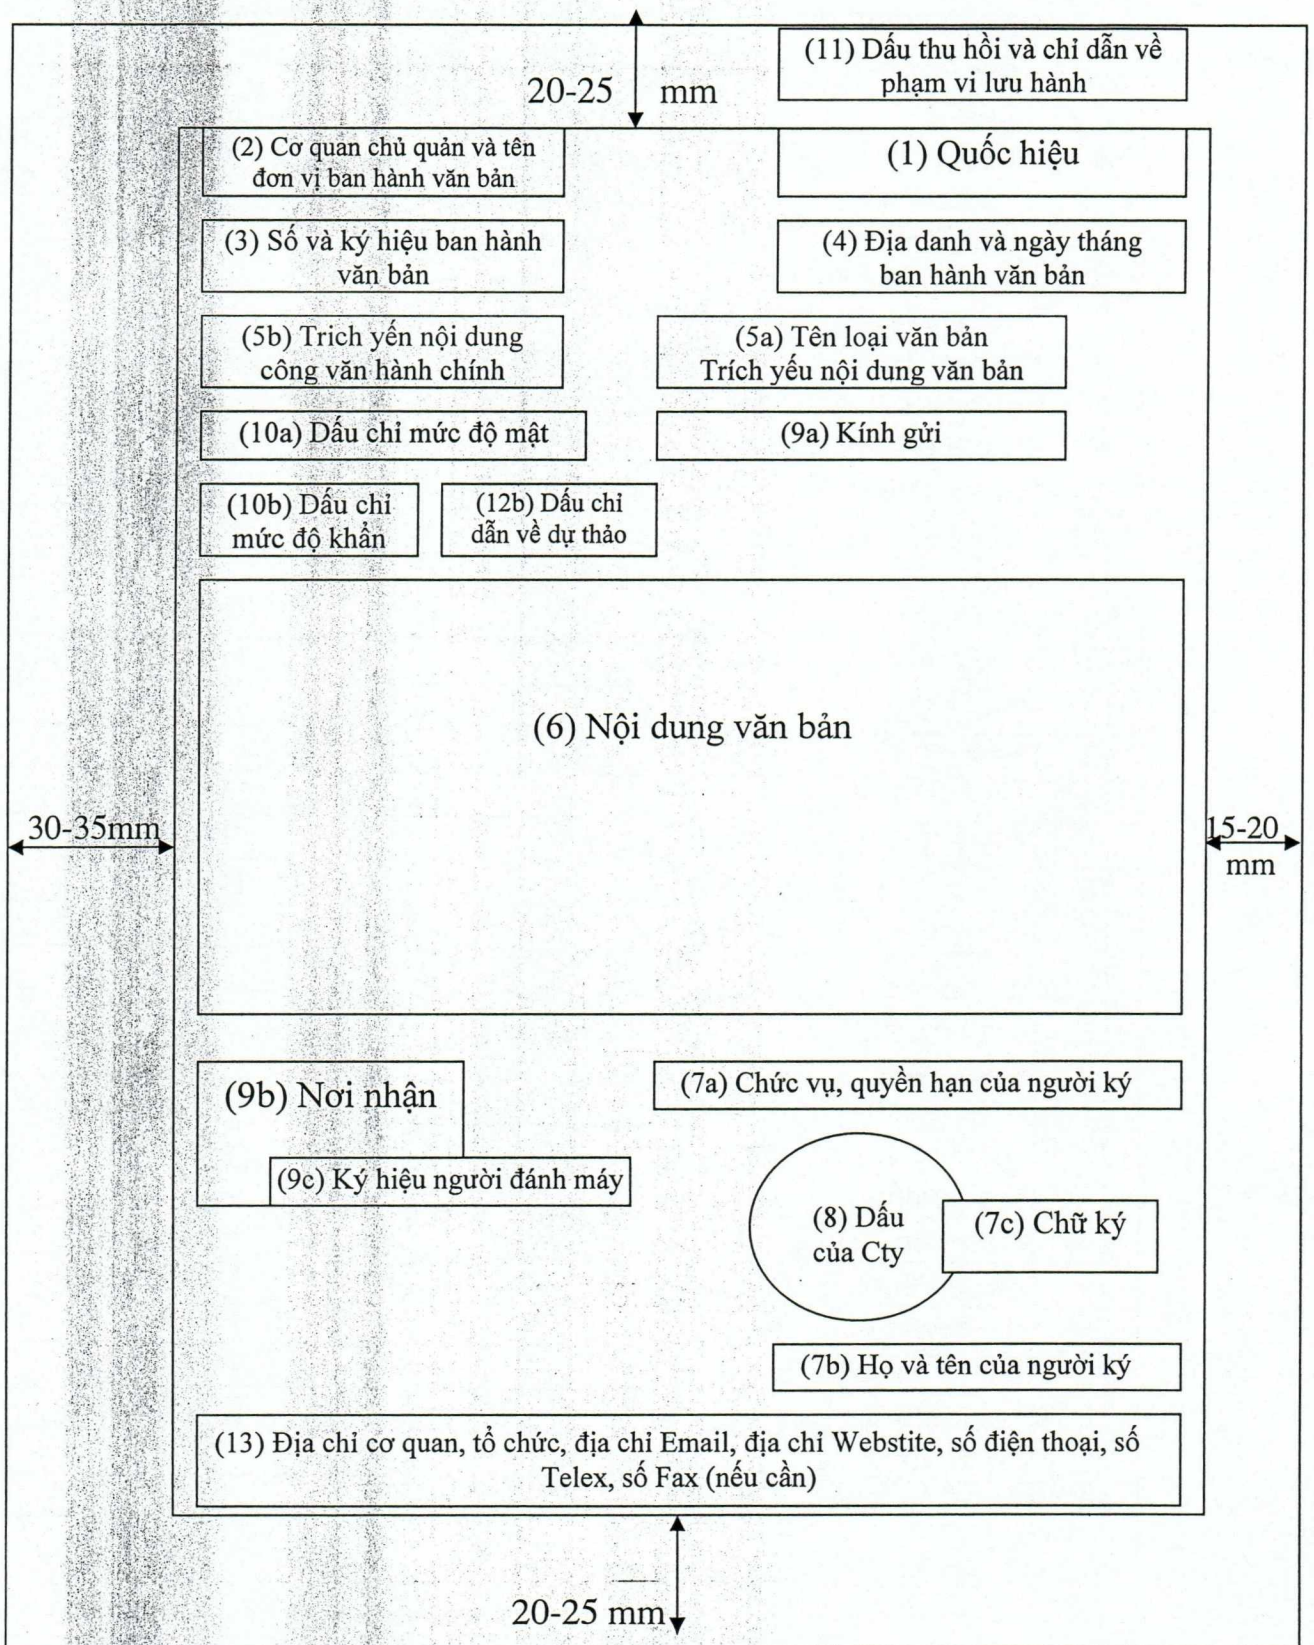 (11) Dấu thu hồi và chỉ dẫn về
phạm vi lưu hành
20-25 mm
(2) Cơ quan chủ quản và tên
đơn vị ban hành văn bản
(1) Quốc hiệu
(3) Số và ký hiệu ban hành
văn bản
(4) Địa danh và ngày tháng
ban hành văn bản
(5b) Trich yến nội dung
công văn hành chính
(5a) Tên loại văn bản
Trích yếu nội dung văn bản
(10a) Dấu chỉ mức độ mật
(9a) Kính gửi
(10b) Dấu chỉ
mức độ khẩn
(12b) Dấu chỉ
dẫn về dự thảo
(6) Nội dung văn bản
30-35mm
15-20
mm
(9b) Nơi nhận
(7a) Chức vụ, quyền hạn của người ký
(9c) Ký hiệu người đánh máy
(8) Dấu
của Cty
(7c) Chữ ký
(7b) Họ và tên của người ký
(13) Địa chỉ cơ quan, tổ chức, địa chỉ Email, địa chỉ Webstite, số điện thoại, số
Telex, số Fax (nếu cần)
20-25 mm